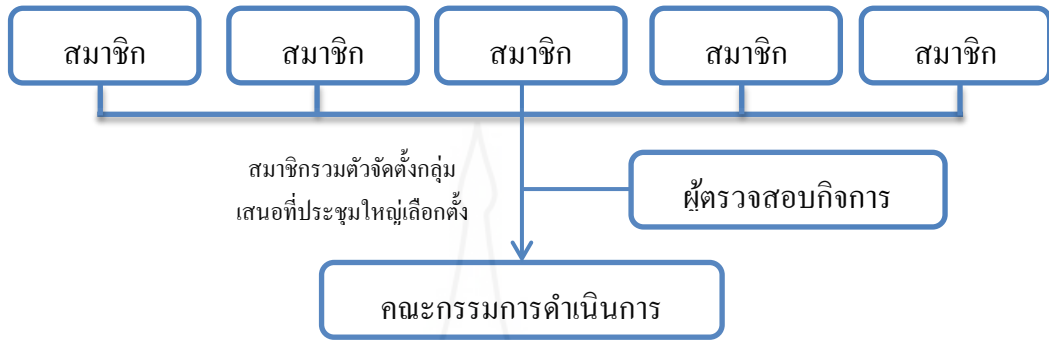 สมาชิก
สมาชิก
สมาชิก
สมาชิก
สมาชิก
สมาชิกรวมตัวจัดตั้งกลุ่ม
เสนอที่ประชุมใหญ่เลือกตั้ง
ผู้ตรวจสอบกิจการ
คณะกรรมการดำเนินการ